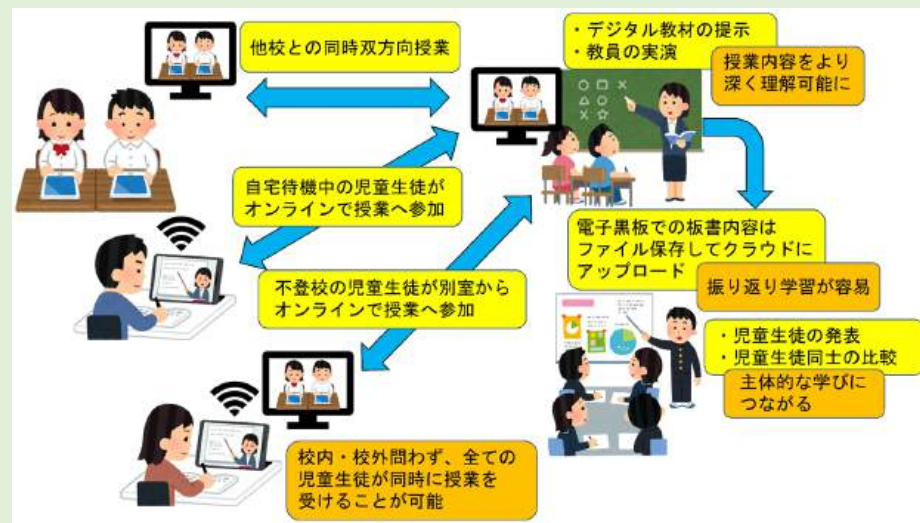 他校との同時双方向授業
・デジタル教材の提示
・教員の実演
授業内容をより
深く理解可能に
自宅待機中の児童生徒が
オンラインで授業へ参加
電子黒板での板書内容は
ファイル保存してクラウドに
アップロード
振り返り学習が容易
不登校の児童生徒が別室から
オンラインで授業へ参加
・児童生徒の発表
・児童生徒同士の比較
主体的な学びに
つながる
校内・校外問わず、全ての
児童生徒が同時に授業を
受けることが可能